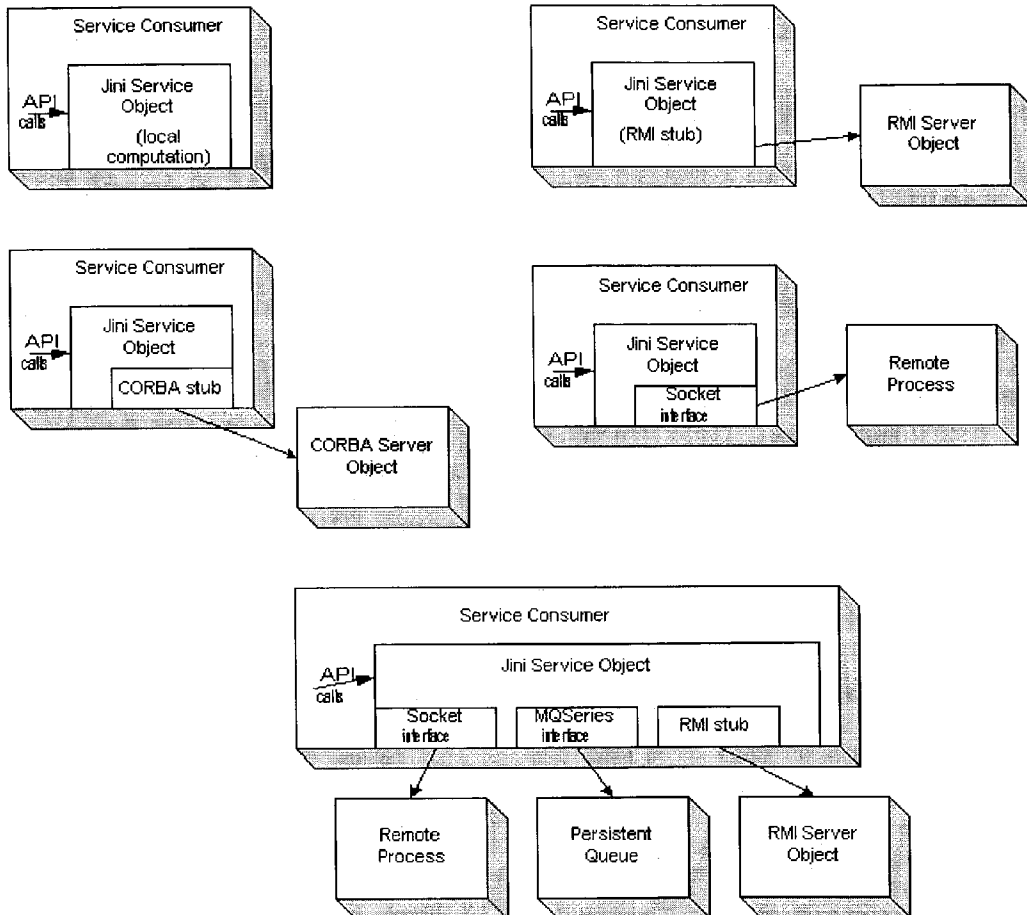 Service Consumer
Jini Service
Object
(local
computation)
API
calls
Service Consumer
Jini Service
Object
(RMI stub)
API
calls
RMI Server
Object
Service Consumer
Jini Service
Object
CORBA stub
API
calls
CORBA Server
Object
Service Consumer
Jini Service
Object
Socket
interface
API
calls
Remote
Process
Service Consumer
Jini Service Object
API
calls
Socket
interface
MQSeries
interface
RMI stub
Remote
Process
Persistent
Queue
RMI Server
Object